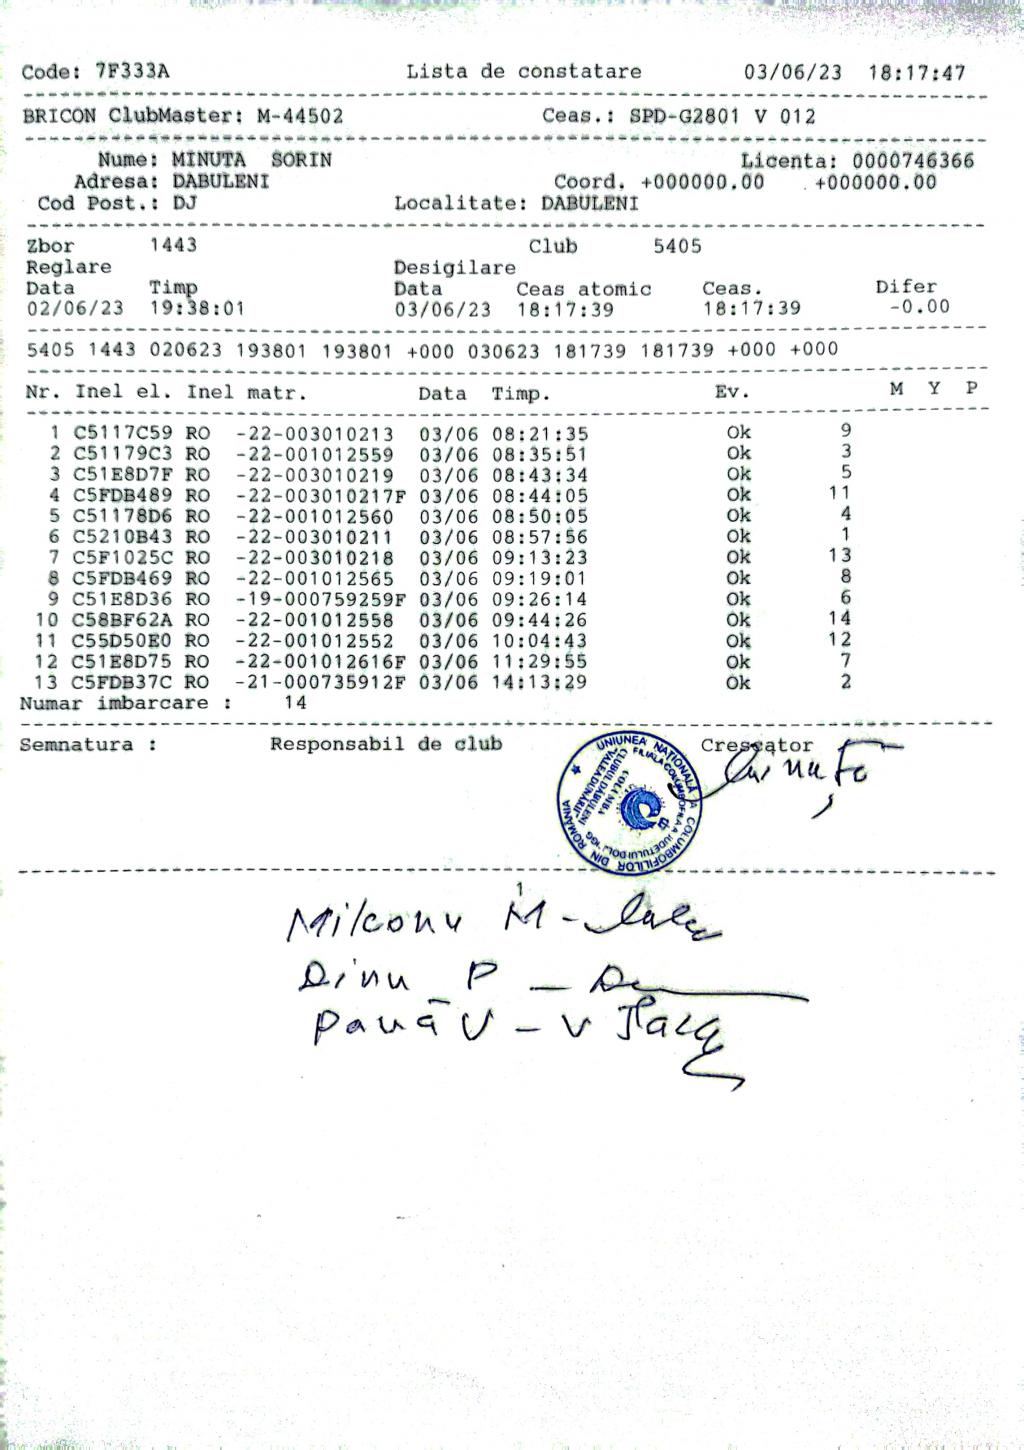 Code: 7F333A Lista de constatare 03/06/23 18:17:47
BRICON ClubMaster: M-44502 Ceas.: SPD-G2801 V 012
Nume: MINUTA SORIN Licenta: 0000746366
Adresa: DABULENI Coord. +000000.00 +000000.00
Cod Post.: DJ Localitate: DABULENI
Zbor 1443 Club 5405
Reglare Desigilare
Data Timp Data Ceas atomic Ceas. Difer
02/06/23 19:38:01 03/06/23 18:17:39 18:17:39 -0.00
5405 1443 020623 193801 193801 +000 030623 181739 181739 +000 +000
Nr. Inel el. Inel matr. Data Timp. Ev. M Y P
1 C5117C59 RO -22-003010213 03/06 08:21:35 Ok 9
2 C51179C3 RO -22-001012559 03/06 08:35:51 Ok 3
3 C51E8D7F RO -22-003010219 03/06 08:43:34 Ok 5
4 C5FDB489 RO -22-003010217F 03/06 08:44:05 Ok 11
5 C51178D6 RO -22-001012560 03/06 08:50:05 Ok 4
6 C5210B43 RO -22-003010211 03/06 08:57:56 Ok 1
7 C5F1025C RO -22-003010218 03/06 09:13:23 Ok 13
8 C5FDB469 RO -22-001012565 03/06 09:19:01 Ok 8
9 C51E8D36 RO -19-000759259F 03/06 09:26:14 Ok 6
10 C58BF62A RO -22-001012558 03/06 09:44:26 Ok 14
11 C55D50E0 RO -22-001012552 03/06 10:04:43 Ok 12
12 C51E8D75 RO -22-001012616F 03/06 11:29:55 Ok 7
13 C5FDB37C RO -21-000735912F 03/06 14:13:29 Ok 2
Numar imbarcare : 14
Semnatura : Responsabil de club Crescator
UNIUNEA NATIONALĂ A COLUMBOFILILOR DIN ROMÂNIA
FILIALA COLUMBOFILA A JUDETULUI DOLJ
CLUBUL DABULENI
"VALEA DUNARII"
Milconu M -
Dinu P -
Pană V - V